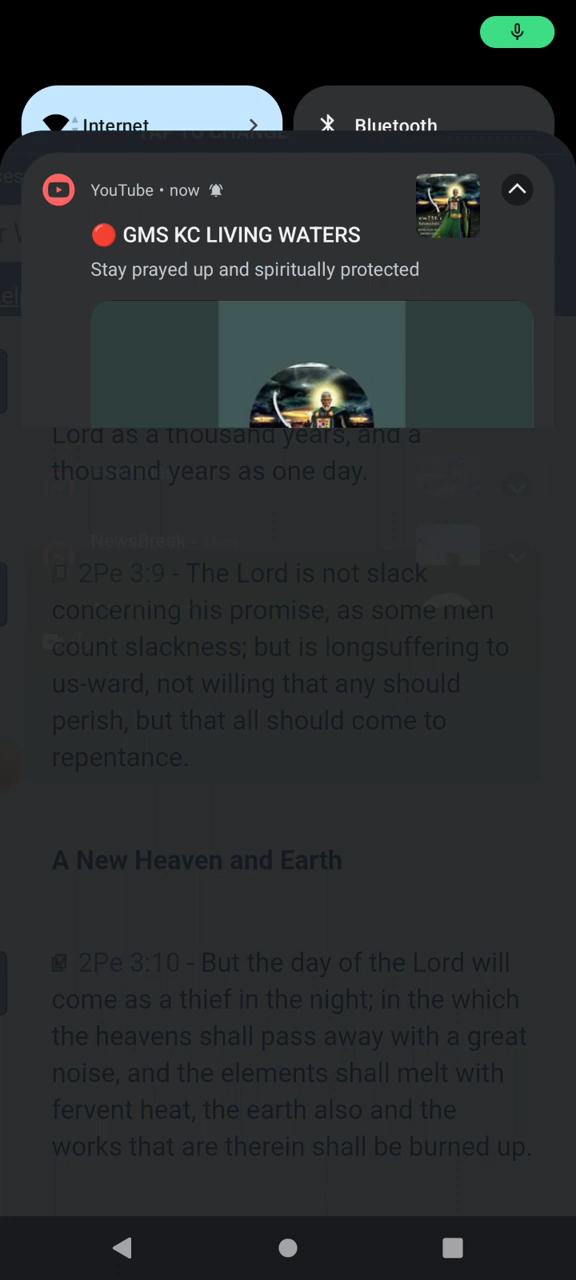 Internet
Bluetooth
YouTube • now
🔴 GMS KC LIVING WATERS
Stay prayed up and spiritually protected
Lord as a thousand years, and a
thousand years as one day.
NewsBreak
2Pe 3:9 - The Lord is not slack
concerning his promise, as some men
count slackness; but is longsuffering to
us-ward, not willing that any should
perish, but that all should come to
repentance.
A New Heaven and Earth
2Pe 3:10 - But the day of the Lord will
come as a thief in the night; in the which
the heavens shall pass away with a great
noise, and the elements shall melt with
fervent heat, the earth also and the
works that are therein shall be burned up.